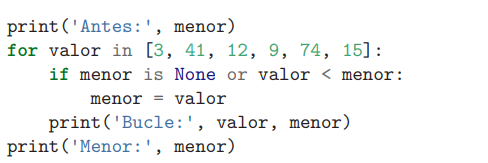 print('Antes:', menor)
for valor in [3, 41, 12, 9, 74, 15]:
    if menor is None or valor < menor:
        menor = valor
    print('Bucle:', valor, menor)
print('Menor:', menor)